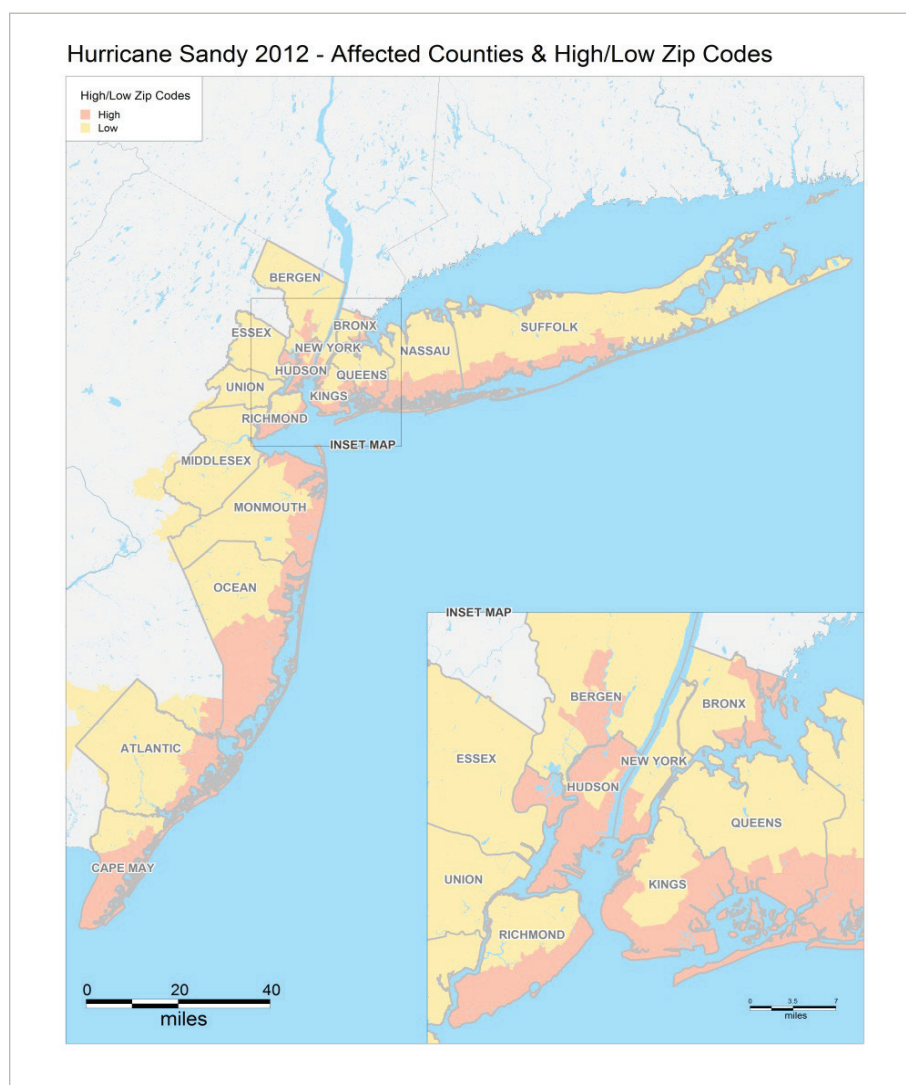 Hurricane Sandy 2012 - Affected Counties & High/Low Zip Codes
High/Low Zip Codes
High
Low
BERGEN
ESSEX
BRONX
NEW YORK
SUFFOLK
NASSAU
HUDSON
QUEENS
UNION
KINGS
RICHMOND
INSET MAP
MIDDLESEX
MONMOUTH
OCEAN
ATLANTIC
CAPE MAY
0 20 40
miles
INSET MAP
BERGEN
BRONX
ESSEX
NEW YORK
HUDSON
QUEENS
UNION
KINGS
RICHMOND
0 3.5 7
miles